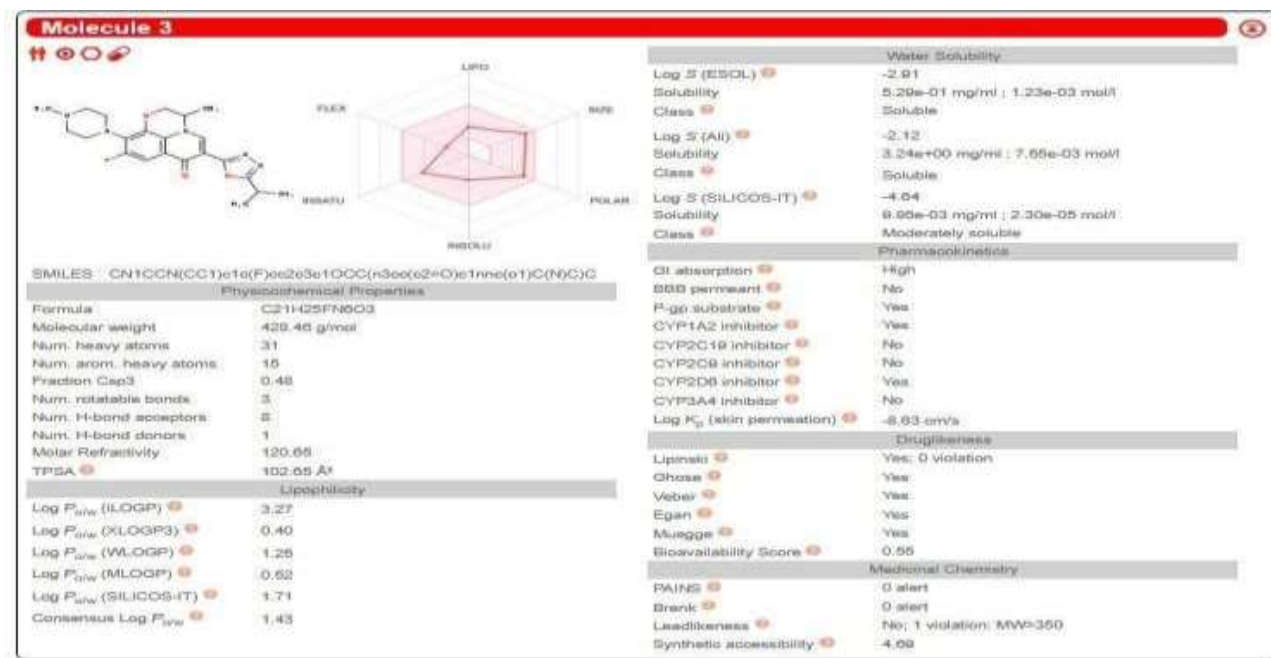 Molecule 3
LIPO
FLEX
SIZE
INSATU
POLAR
INSOLU
SMILES CN1CCN(CC1)c1c(F)cc2c3c1OCC(n3cc(c2=O)c1nnc(o1)C(N)C)C
Physicochemical Properties
Formula C21H25FN6O3
Molecular weight 428.46 g/mol
Num. heavy atoms 31
Num. arom. heavy atoms 15
Fraction Csp3 0.48
Num. rotatable bonds 3
Num. H-bond acceptors 8
Num. H-bond donors 1
Molar Refractivity 120.65
TPSA 102.65 Å²
Lipophilicity
Log Po/w (iLOGP) 3.27
Log Po/w (XLOGP3) 0.40
Log Po/w (WLOGP) 1.26
Log Po/w (MLOGP) 0.52
Log Po/w (SILICOS-IT) 1.71
Consensus Log Po/w 1.43
Water Solubility
Log S (ESOL) -2.91
Solubility 5.29e-01 mg/ml ; 1.23e-03 mol/l
Class Soluble
Log S (Ali) -2.12
Solubility 3.24e+00 mg/ml ; 7.65e-03 mol/l
Class Soluble
Log S (SILICOS-IT) -4.64
Solubility 9.86e-03 mg/ml ; 2.30e-05 mol/l
Class Moderately soluble
Pharmacokinetics
GI absorption High
BBB permeant No
P-gp substrate Yes
CYP1A2 inhibitor Yes
CYP2C19 inhibitor No
CYP2C9 inhibitor No
CYP2D6 inhibitor Yes
CYP3A4 inhibitor No
Log Kp (skin permeation) -8.63 cm/s
Druglikeness
Lipinski Yes; 0 violation
Ghose Yes
Veber Yes
Egan Yes
Muegge Yes
Bioavailability Score 0.55
Medicinal Chemistry
PAINS 0 alert
Brenk 0 alert
Leadlikeness No; 1 violation: MW>350
Synthetic accessibility 4.69